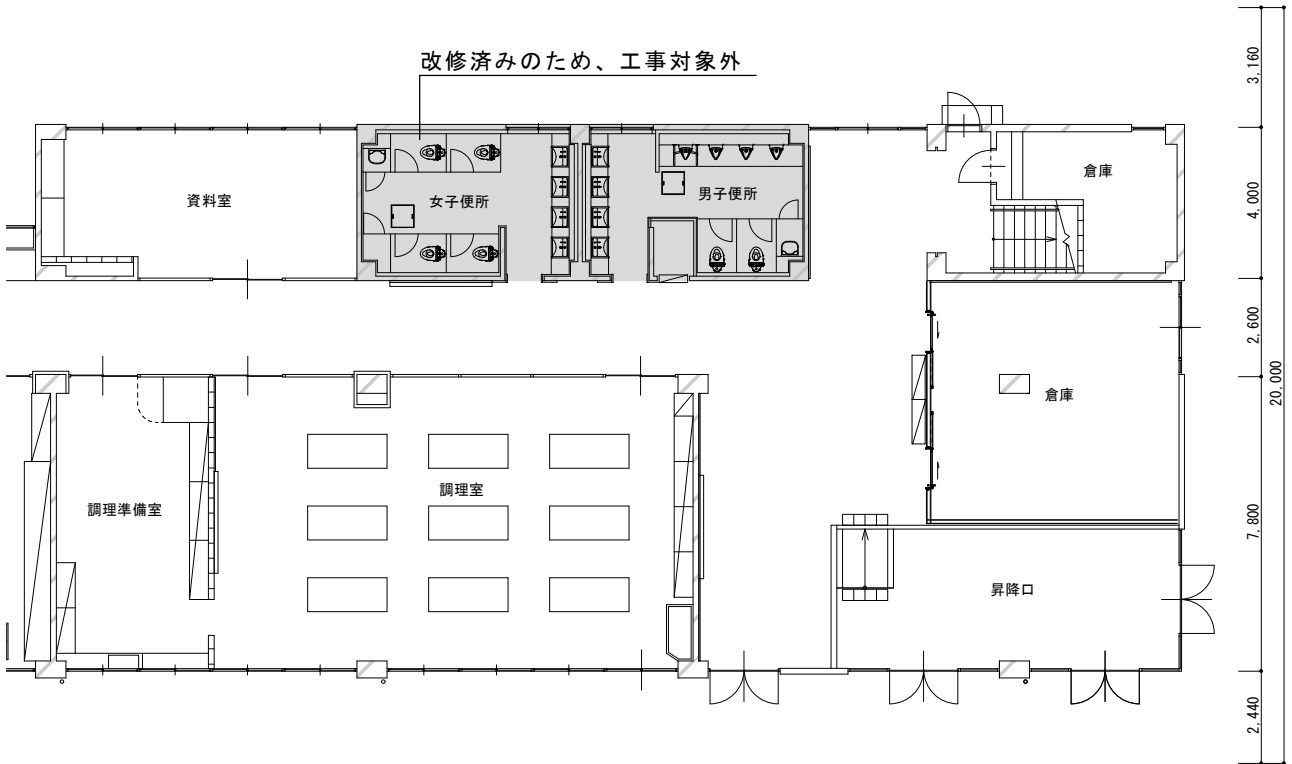 改修済みのため、工事対象外
資料室
女子便所
男子便所
倉庫
倉庫
調理準備室
調理室
昇降口
3,160
4,000
2,600
7,800
2,440
20,000